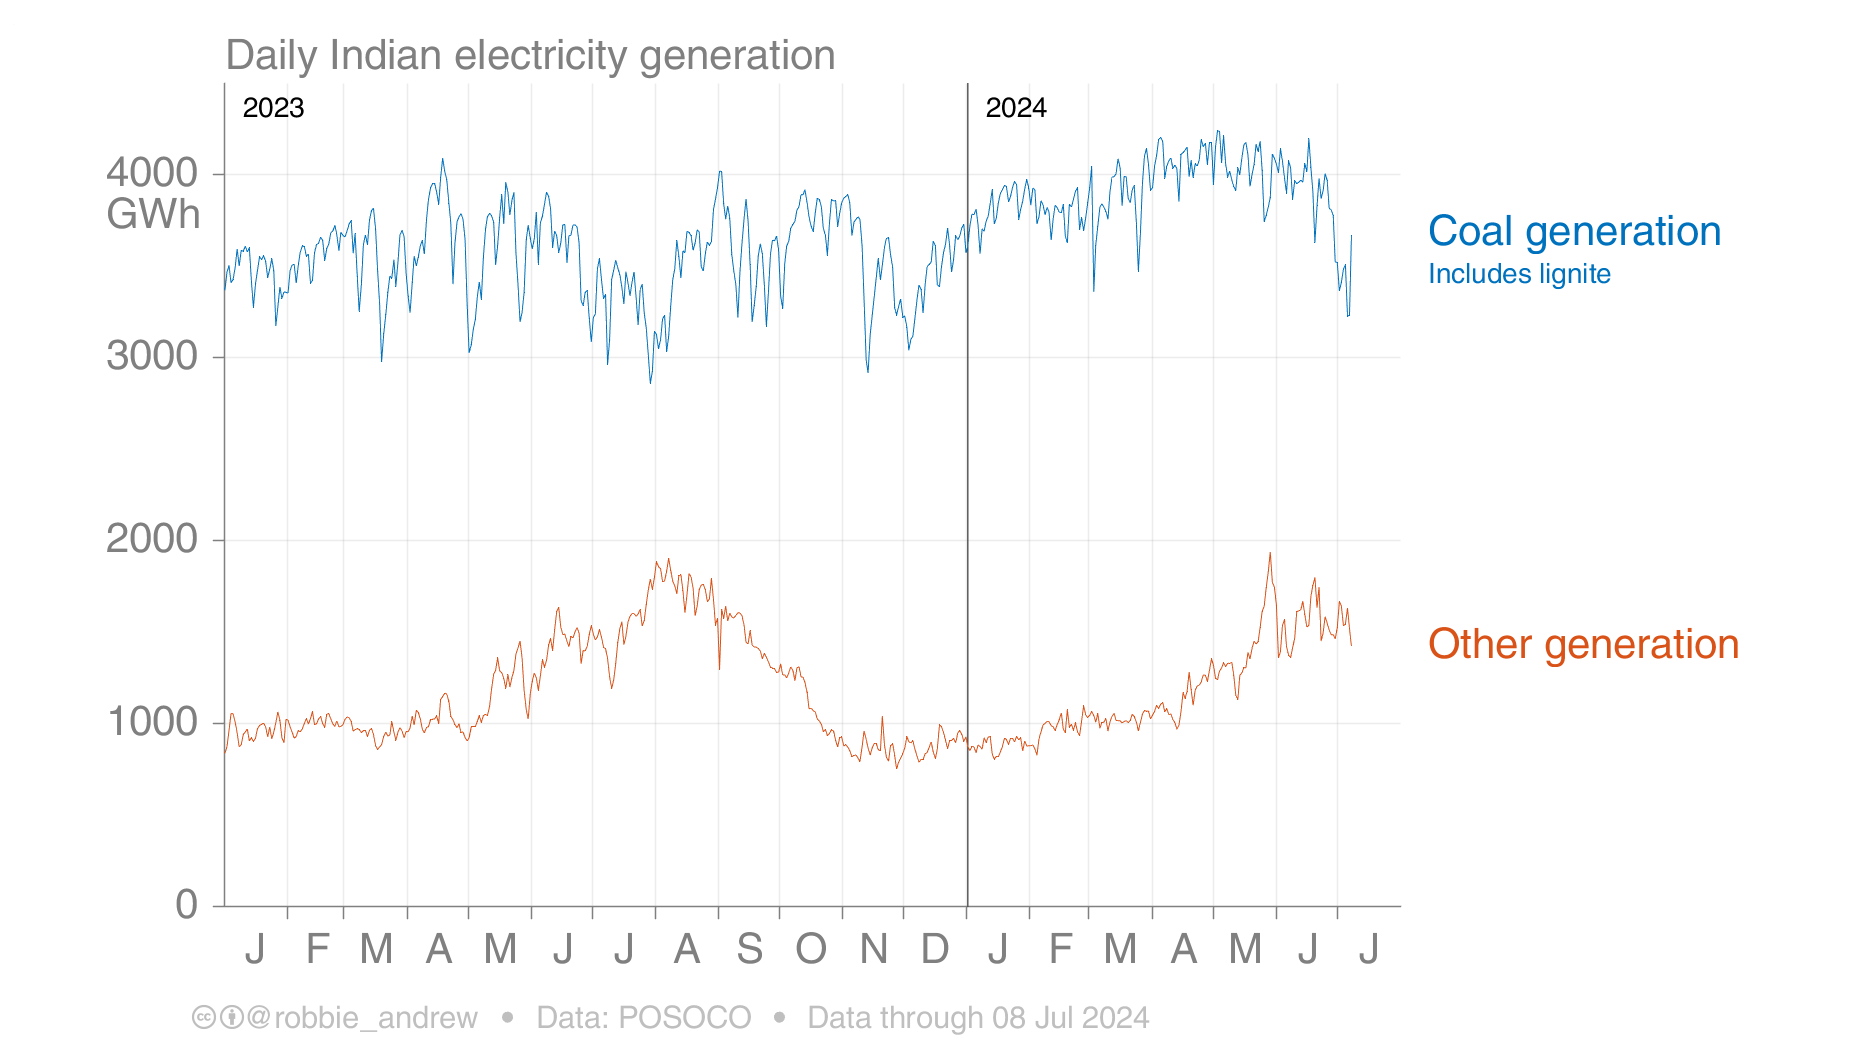 Daily Indian electricity generation
2023
2024
4000
GWh
3000
2000
1000
0
Coal generation
Includes lignite
Other generation
J F M A M J J A S O N D J F M A M J J
@robbie_andrew • Data: POSOCO • Data through 08 Jul 2024